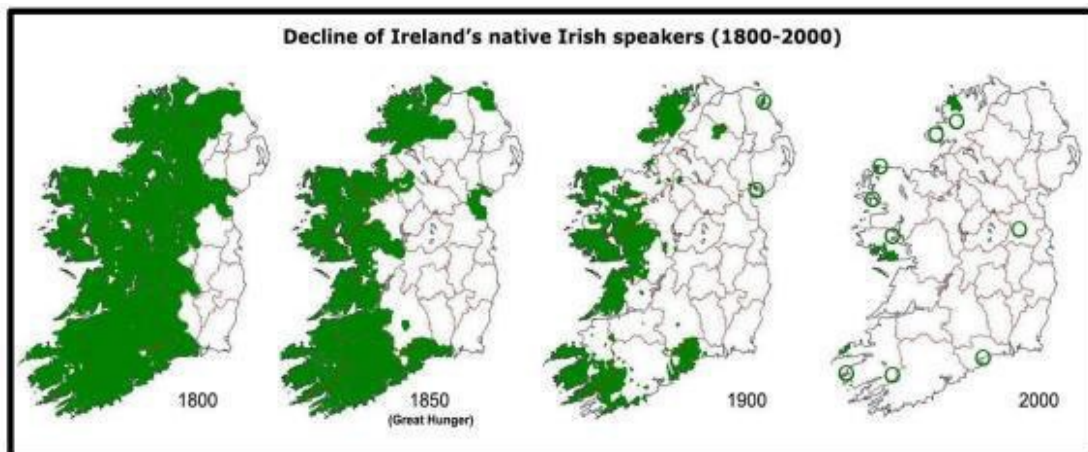 Decline of Ireland's native Irish speakers (1800-2000)
1800
1850
(Great Hunger)
1900
2000